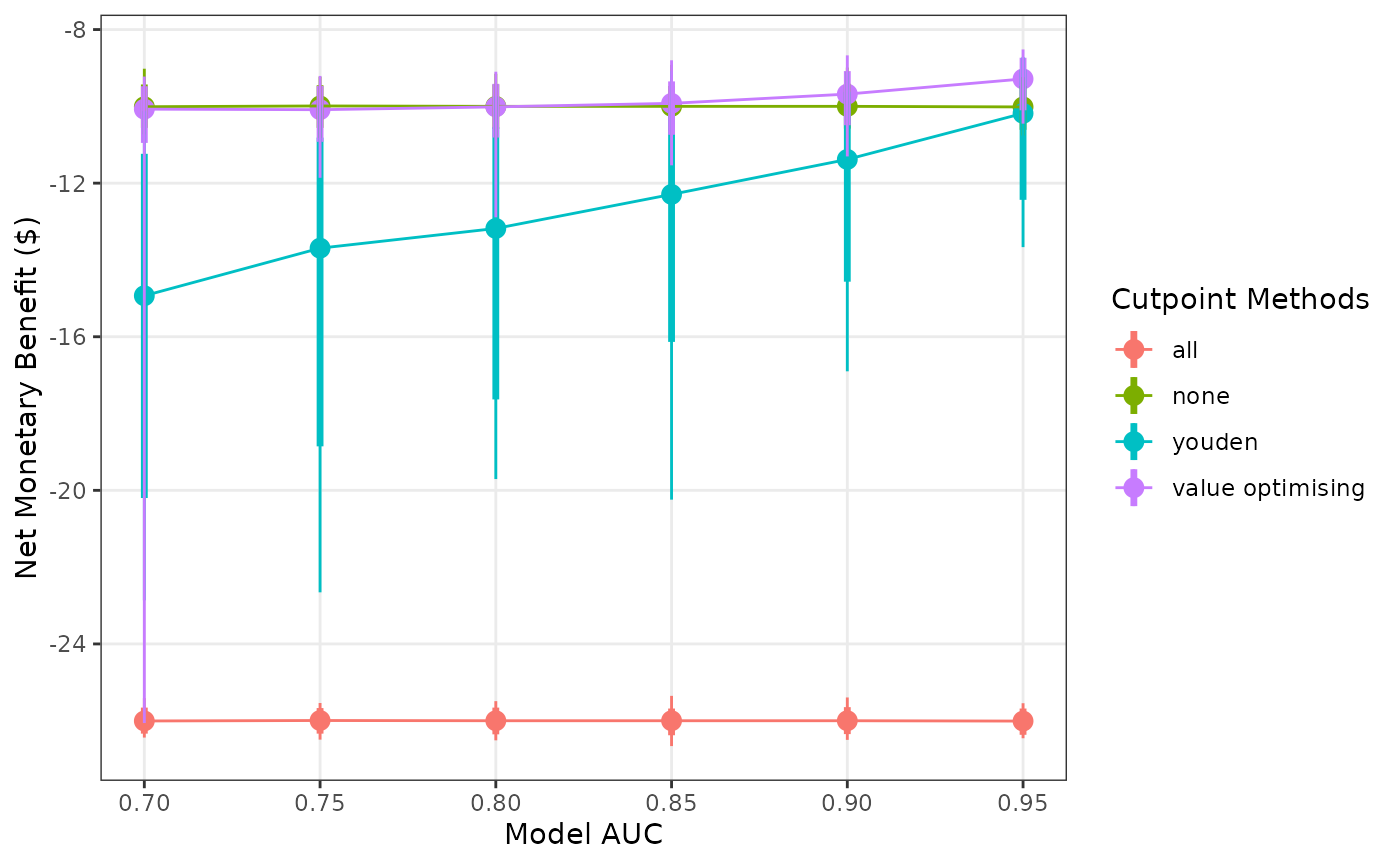 -8
-12
-16
-20
-24
Net Monetary Benefit ($)
0.70 0.75 0.80 0.85 0.90 0.95
Model AUC
Cutpoint Methods
all
none
youden
value optimising